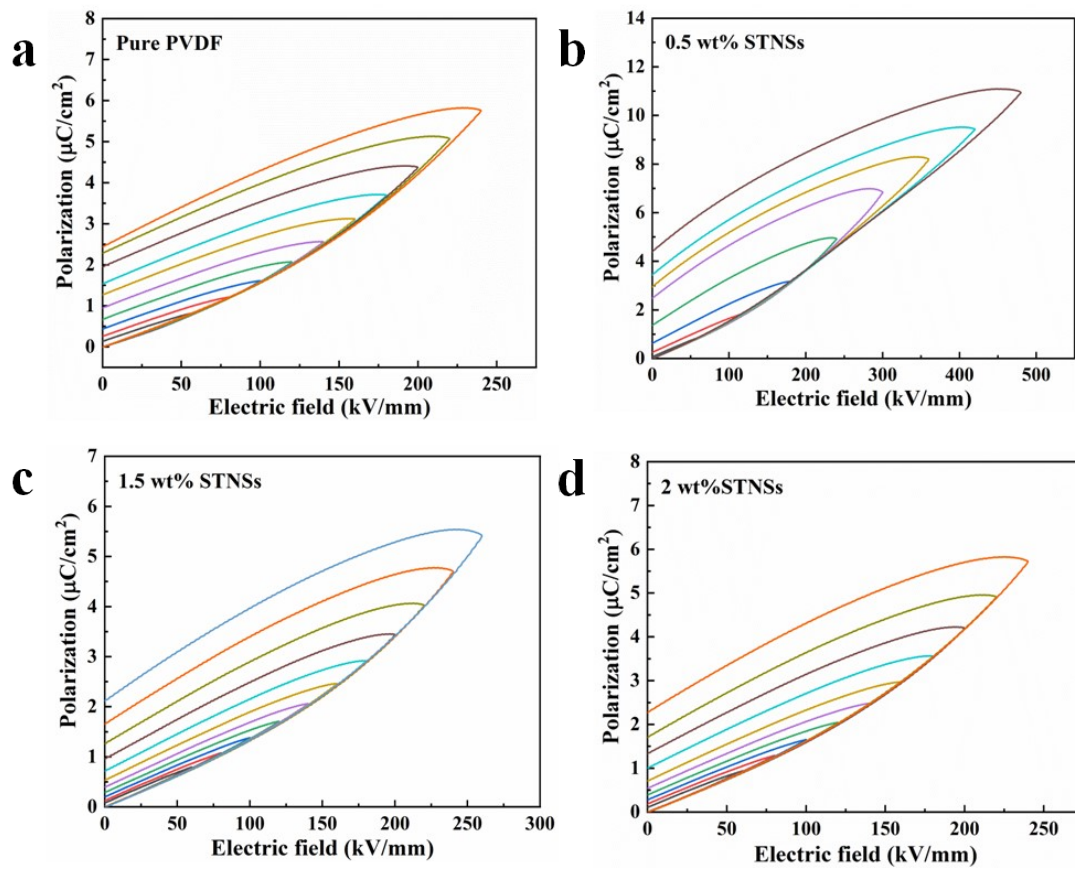 a
Pure PVDF
8
7
6
5
4
3
2
1
0
Polarization (μC/cm²)
0 50 100 150 200 250
Electric field (kV/mm)
b
0.5 wt% STNSs
14
12
10
8
6
4
2
0
Polarization (μC/cm²)
0 100 200 300 400 500
Electric field (kV/mm)
c
1.5 wt% STNSs
7
6
5
4
3
2
1
0
Polarization (μC/cm²)
0 50 100 150 200 250 300
Electric field (kV/mm)
d
2 wt%STNSs
8
7
6
5
4
3
2
1
0
Polarization (μC/cm²)
0 50 100 150 200 250
Electric field (kV/mm)